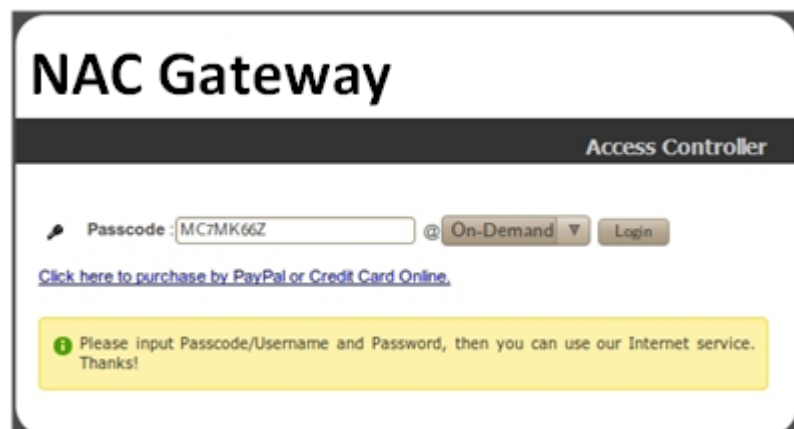 NAC Gateway
Access Controller
Passcode : MC7MK66Z @ On-Demand Login
Click here to purchase by PayPal or Credit Card Online.
Please input Passcode/Username and Password, then you can use our Internet service.
Thanks!